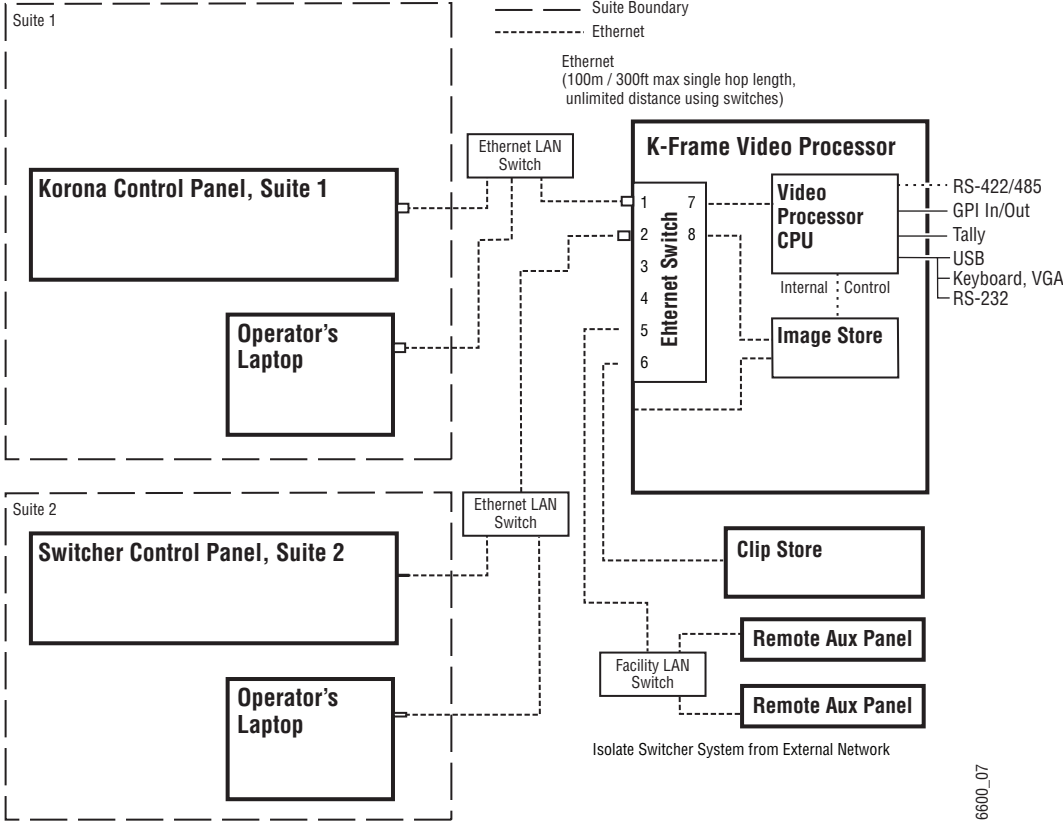 Suite 1
Suite Boundary
Ethernet
Ethernet
(100m / 300ft max single hop length,
unlimited distance using switches)
Ethernet LAN
Switch
Korona Control Panel, Suite 1
Operator's
Laptop
K-Frame Video Processor
Ehternet Switch
1
2
3
4
5
6
7
8
Video
Processor
CPU
Internal Control
Image Store
RS-422/485
GPI In/Out
Tally
USB
Keyboard, VGA
RS-232
Suite 2
Switcher Control Panel, Suite 2
Operator's
Laptop
Ethernet LAN
Switch
Clip Store
Remote Aux Panel
Facility LAN
Switch
Remote Aux Panel
Isolate Switcher System from External Network
6600_07